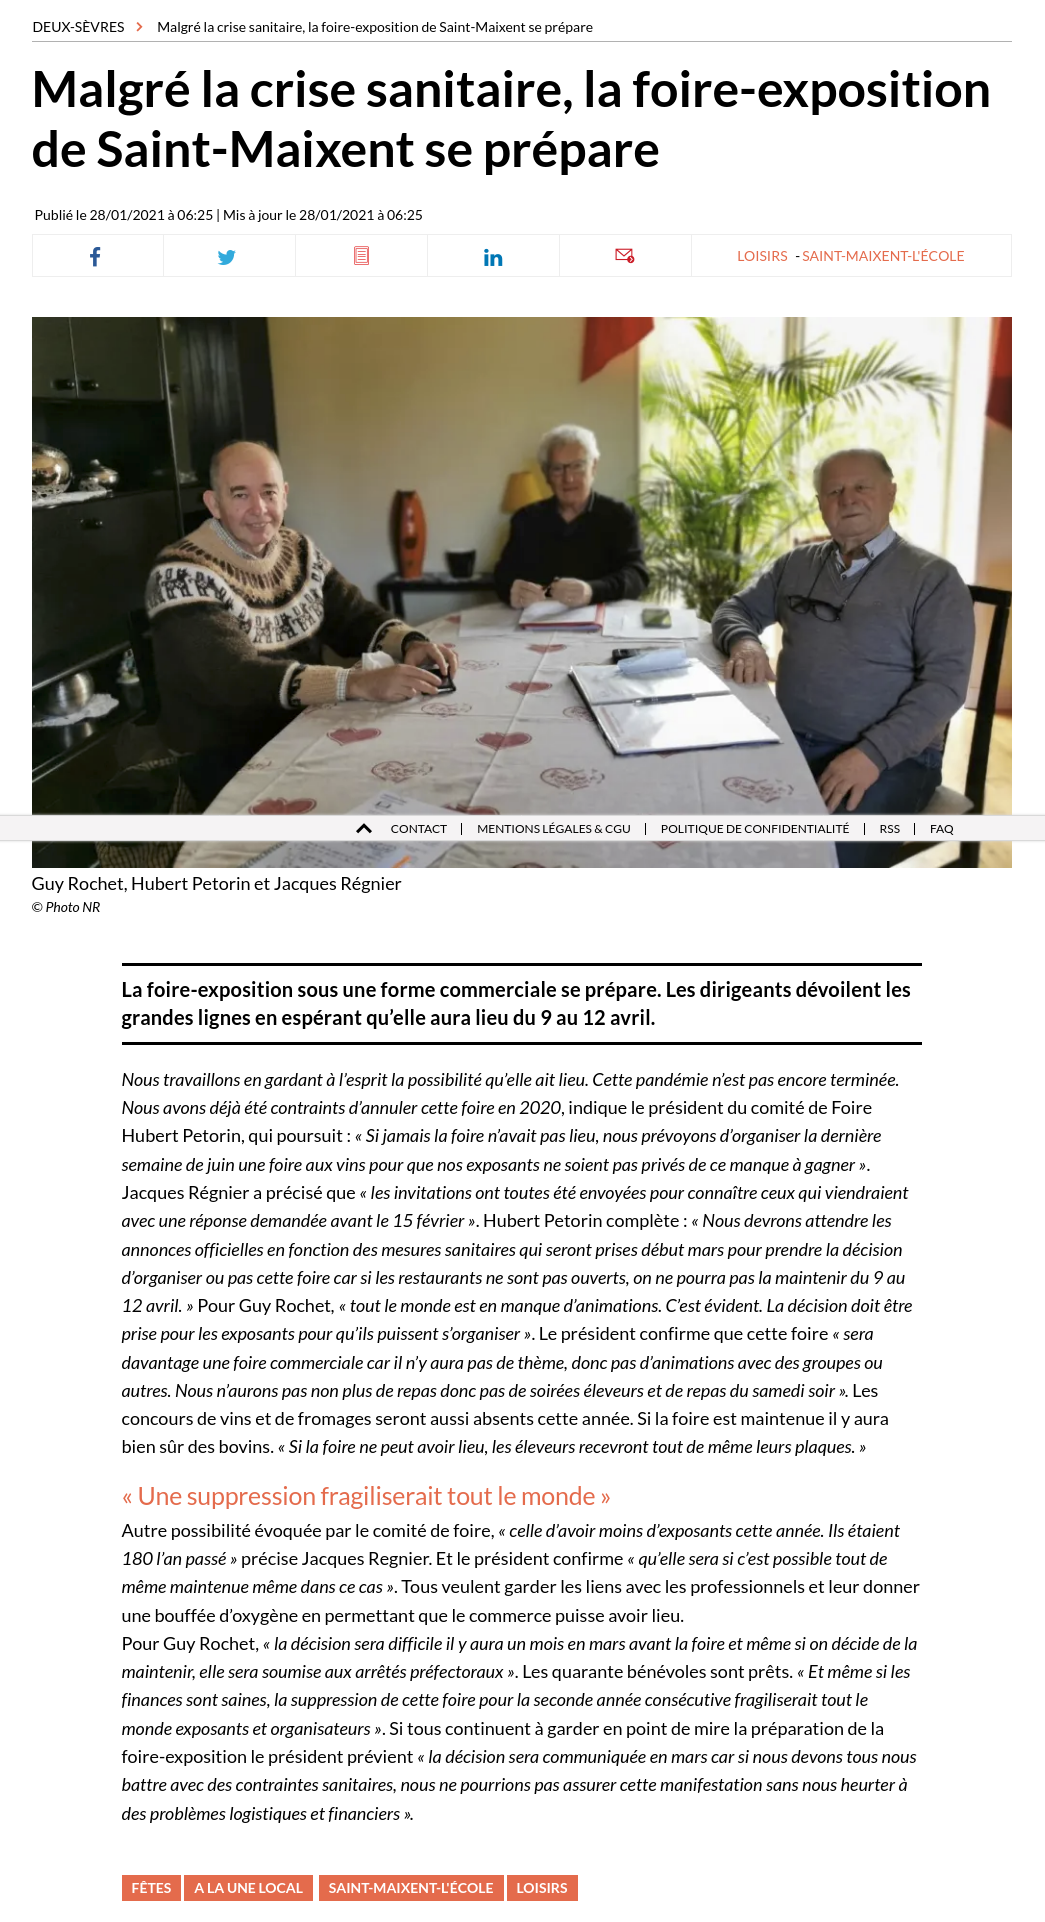 DEUX-SÈVRES > Malgré la crise sanitaire, la foire-exposition de Saint-Maixent se prépare
Malgré la crise sanitaire, la foire-exposition
de Saint-Maixent se prépare
Publié le 28/01/2021 à 06:25 | Mis à jour le 28/01/2021 à 06:25
LOISIRS - SAINT-MAIXENT-L'ÉCOLE
CONTACT | MENTIONS LÉGALES & CGU | POLITIQUE DE CONFIDENTIALITÉ | RSS | FAQ
Guy Rochet, Hubert Petorin et Jacques Régnier
© Photo NR
La foire-exposition sous une forme commerciale se prépare. Les dirigeants dévoilent les
grandes lignes en espérant qu’elle aura lieu du 9 au 12 avril.
Nous travaillons en gardant à l’esprit la possibilité qu’elle ait lieu. Cette pandémie n’est pas encore terminée.
Nous avons déjà été contraints d’annuler cette foire en 2020, indique le président du comité de Foire
Hubert Petorin, qui poursuit : « Si jamais la foire n’avait pas lieu, nous prévoyons d’organiser la dernière
semaine de juin une foire aux vins pour que nos exposants ne soient pas privés de ce manque à gagner ».
Jacques Régnier a précisé que « les invitations ont toutes été envoyées pour connaître ceux qui viendraient
avec une réponse demandée avant le 15 février ». Hubert Petorin complète : « Nous devrons attendre les
annonces officielles en fonction des mesures sanitaires qui seront prises début mars pour prendre la décision
d’organiser ou pas cette foire car si les restaurants ne sont pas ouverts, on ne pourra pas la maintenir du 9 au
12 avril. » Pour Guy Rochet, « tout le monde est en manque d’animations. C’est évident. La décision doit être
prise pour les exposants pour qu’ils puissent s’organiser ». Le président confirme que cette foire « sera
davantage une foire commerciale car il n’y aura pas de thème, donc pas d’animations avec des groupes ou
autres. Nous n’aurons pas non plus de repas donc pas de soirées éleveurs et de repas du samedi soir ». Les
concours de vins et de fromages seront aussi absents cette année. Si la foire est maintenue il y aura
bien sûr des bovins. « Si la foire ne peut avoir lieu, les éleveurs recevront tout de même leurs plaques. »
« Une suppression fragiliserait tout le monde »
Autre possibilité évoquée par le comité de foire, « celle d’avoir moins d’exposants cette année. Ils étaient
180 l’an passé » précise Jacques Regnier. Et le président confirme « qu’elle sera si c’est possible tout de
même maintenue même dans ce cas ». Tous veulent garder les liens avec les professionnels et leur donner
une bouffée d’oxygène en permettant que le commerce puisse avoir lieu.
Pour Guy Rochet, « la décision sera difficile il y aura un mois en mars avant la foire et même si on décide de la
maintenir, elle sera soumise aux arrêtés préfectoraux ». Les quarante bénévoles sont prêts. « Et même si les
finances sont saines, la suppression de cette foire pour la seconde année consécutive fragiliserait tout le
monde exposants et organisateurs ». Si tous continuent à garder en point de mire la préparation de la
foire-exposition le président prévient « la décision sera communiquée en mars car si nous devons tous nous
battre avec des contraintes sanitaires, nous ne pourrions pas assurer cette manifestation sans nous heurter à
des problèmes logistiques et financiers ».
FÊTES A LA UNE LOCAL SAINT-MAIXENT-L'ÉCOLE LOISIRS